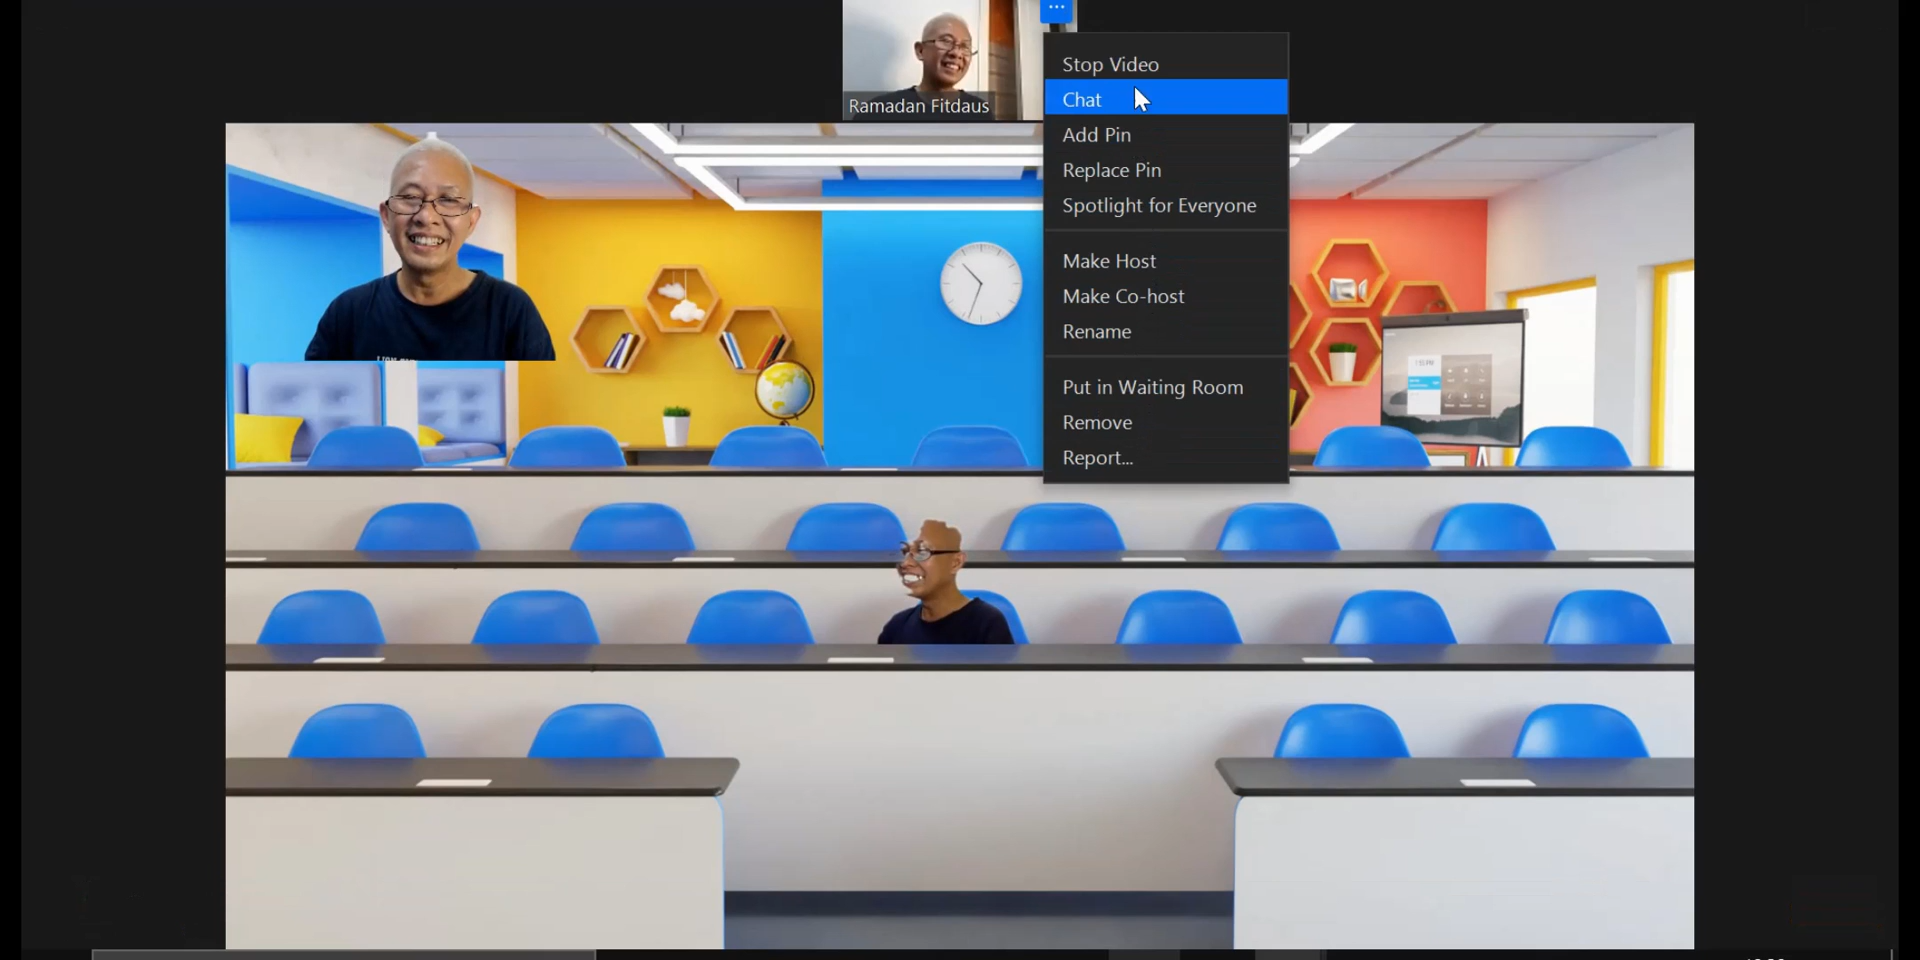 Stop Video
Ramadan Fitdaus
Chat
Add Pin
Replace Pin
Spotlight for Everyone
Make Host
Make Co-host
Rename
Put in Waiting Room
Remove
Report...